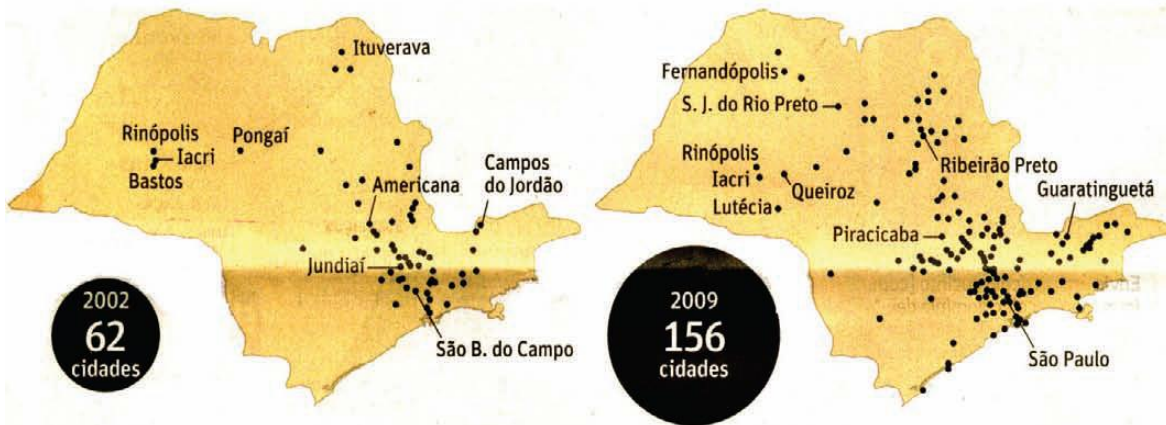 Ituverava
Rinópolis
Iacri
Bastos
Pongaí
Americana
Campos
do Jordão
Jundiaí
São B. do Campo
2002
62
cidades
Fernandópolis
S. J. do Rio Preto
Rinópolis
Iacri
Lutécia
Queiroz
Ribeirão Preto
Guaratinguetá
Piracicaba
São Paulo
2009
156
cidades